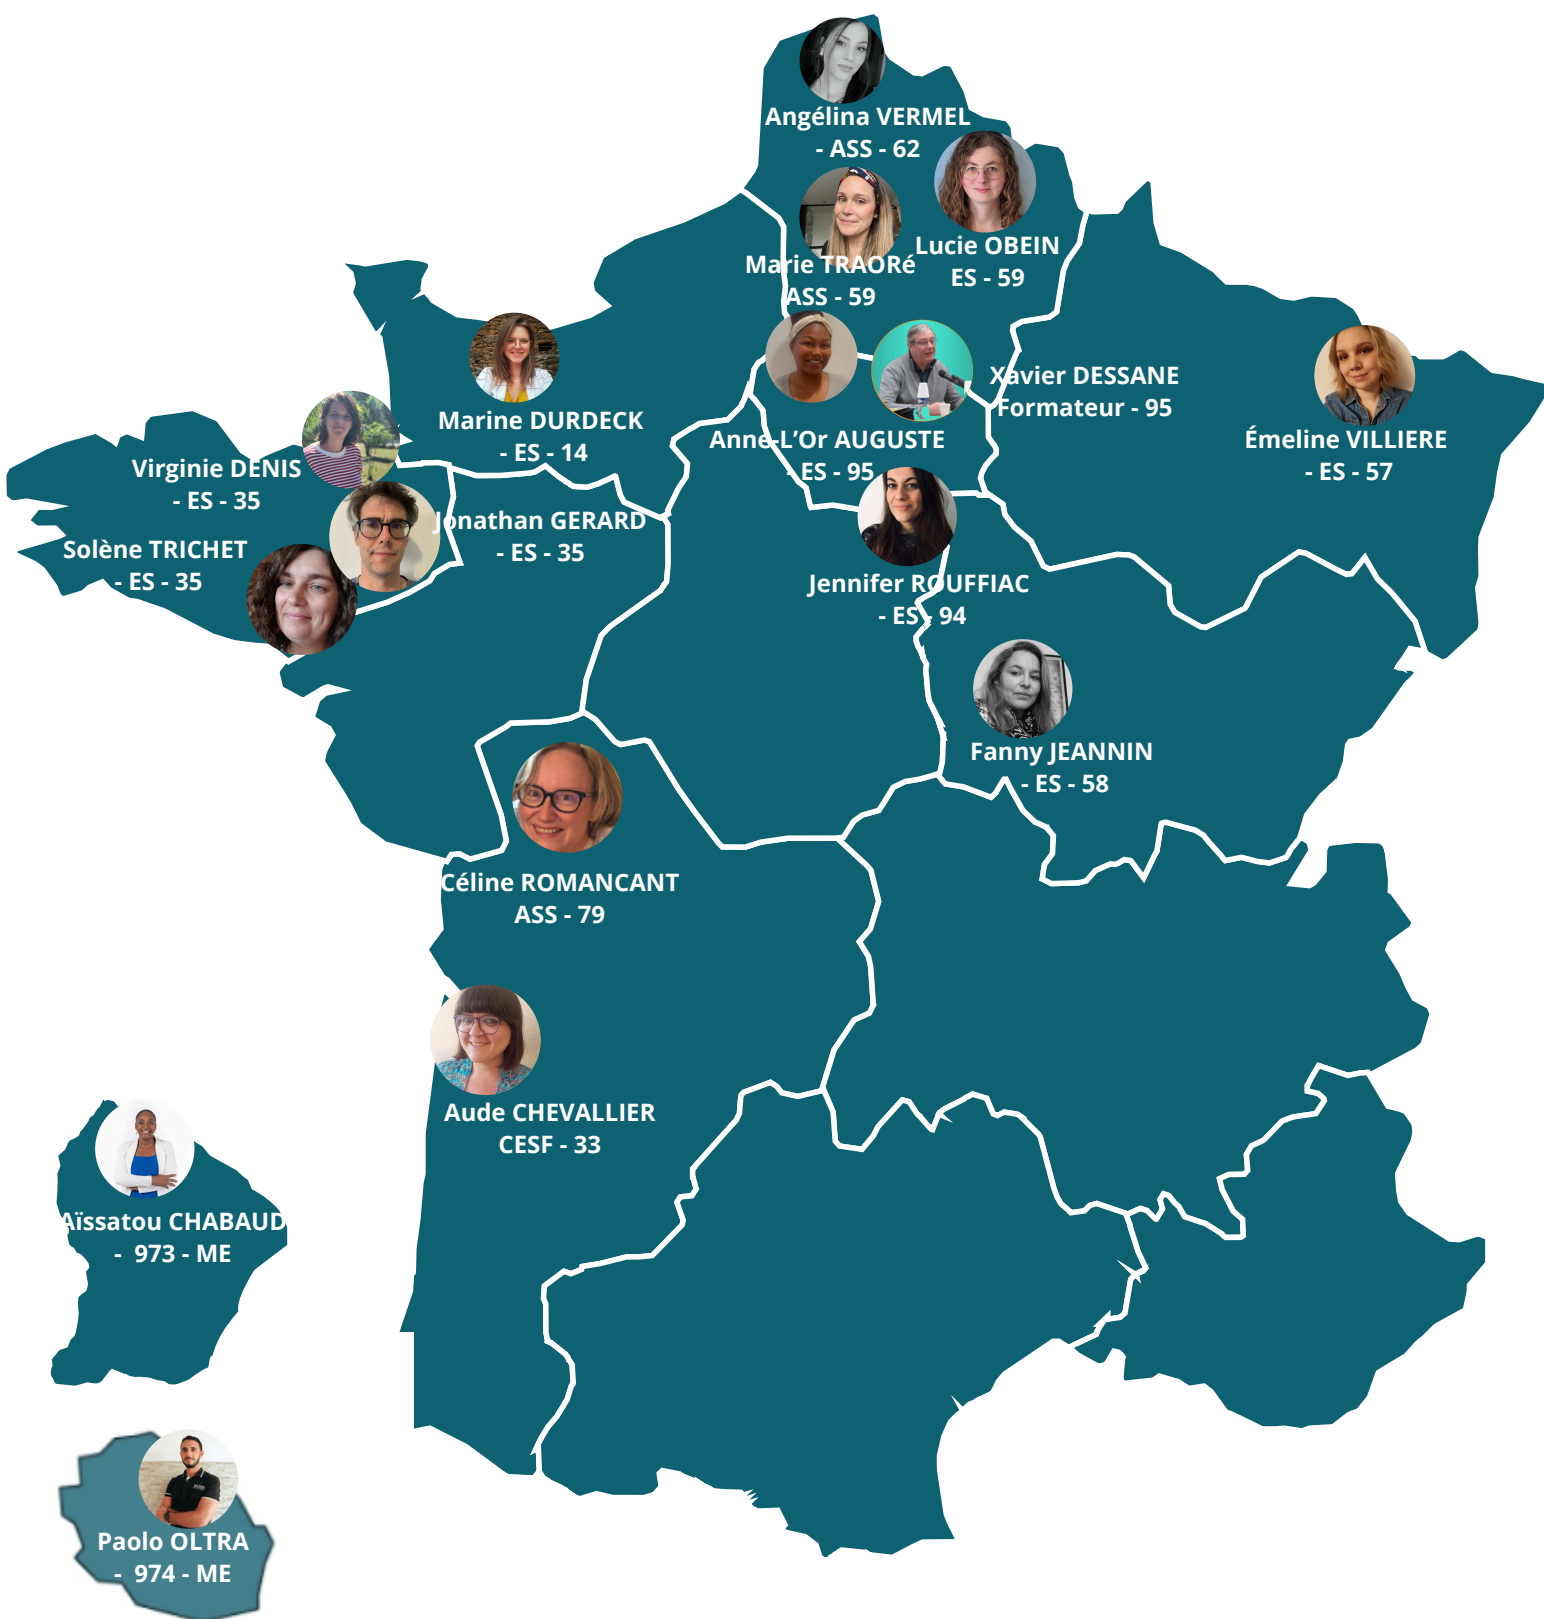 Angélina VERMEL
- ASS - 62
Lucie OBEIN
ES - 59
Marie TRAORé
ASS - 59
Xavier DESSANE
Formateur - 95
Marine DURDECK
- ES - 14
Anne-L’Or AUGUSTE
- ES - 95
Émeline VILLIERE
- ES - 57
Virginie DENIS
- ES - 35
Jonathan GERARD
- ES - 35
Solène TRICHET
- ES - 35
Jennifer ROUFFIAC
- ES - 94
Fanny JEANNIN
- ES - 58
Céline ROMANCANT
ASS - 79
Aude CHEVALLIER
CESF - 33
Aïssatou CHABAUD
- 973 - ME
Paolo OLTRA
- 974 - ME